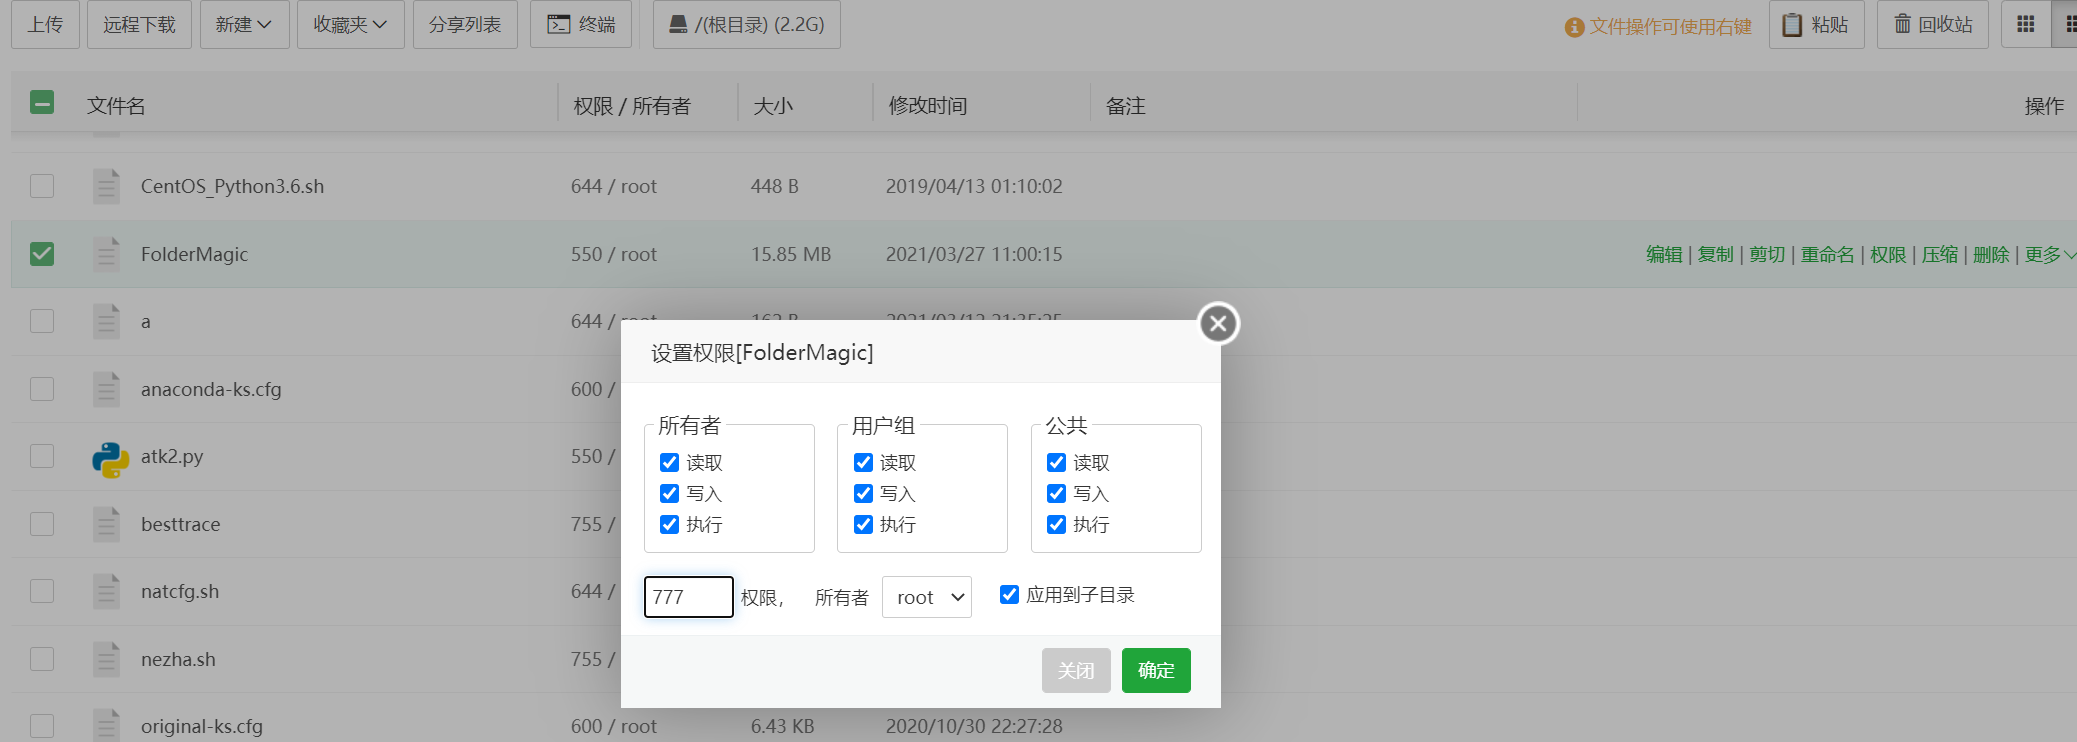 上传 远程下载 新建 收藏夹 分享列表 终端 /(根目录) (2.2G) 文件操作可使用右键 粘贴 回收站
文件名 权限 / 所有者 大小 修改时间 备注 操作
CentOS_Python3.6.sh 644 / root 448 B 2019/04/13 01:10:02
FolderMagic 550 / root 15.85 MB 2021/03/27 11:00:15 编辑 | 复制 | 剪切 | 重命名 | 权限 | 压缩 | 删除 | 更多
a 644 /
anaconda-ks.cfg 600 /
atk2.py 550 /
besttrace 755 /
natcfg.sh 644 /
nezha.sh 755 /
original-ks.cfg 600 / root 6.43 KB 2020/10/30 22:27:28
设置权限[FolderMagic]
所有者 用户组 公共
读取 读取 读取
写入 写入 写入
执行 执行 执行
777 权限， 所有者 root 应用到子目录
关闭 确定